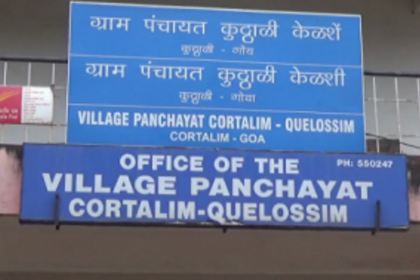 ग्राम पंचायत कुठ्ठाळी केळशें
कुठ्ठाळी - गोंय
ग्राम पंचायत कुठ्ठाळी केळशी
कुठ्ठाळी - गोवा
VILLAGE PANCHAYAT CORTALIM - QUELOSSIM
CORTALIM - GOA
OFFICE OF THE
PH: 550247
VILLAGE PANCHAYAT
CORTALIM-QUELOSSIM